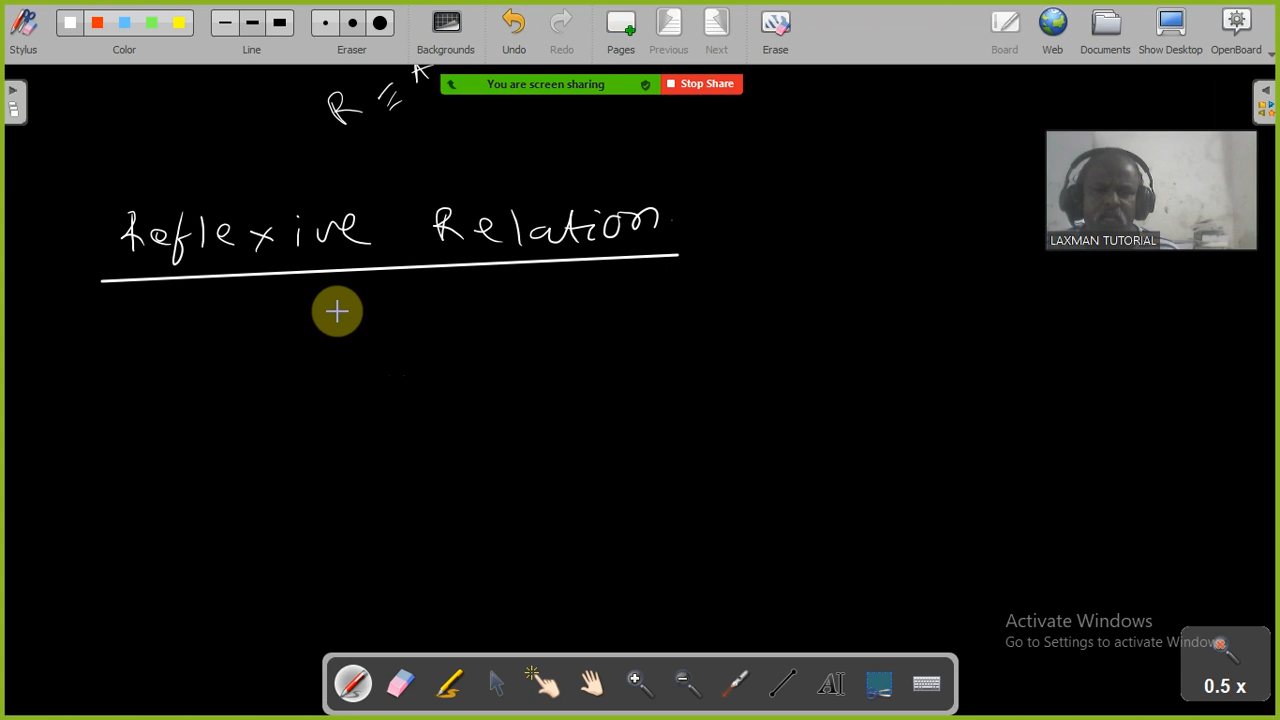 Stylus Color Line Eraser Backgrounds Undo Redo Pages Previous Next Erase Board Web Documents Show Desktop OpenBoard
You are screen sharing Stop Share
R ≡
Reflexive Relation
LAXMAN TUTORIAL
Activate Windows
Go to Settings to activate Windows
0.5 x